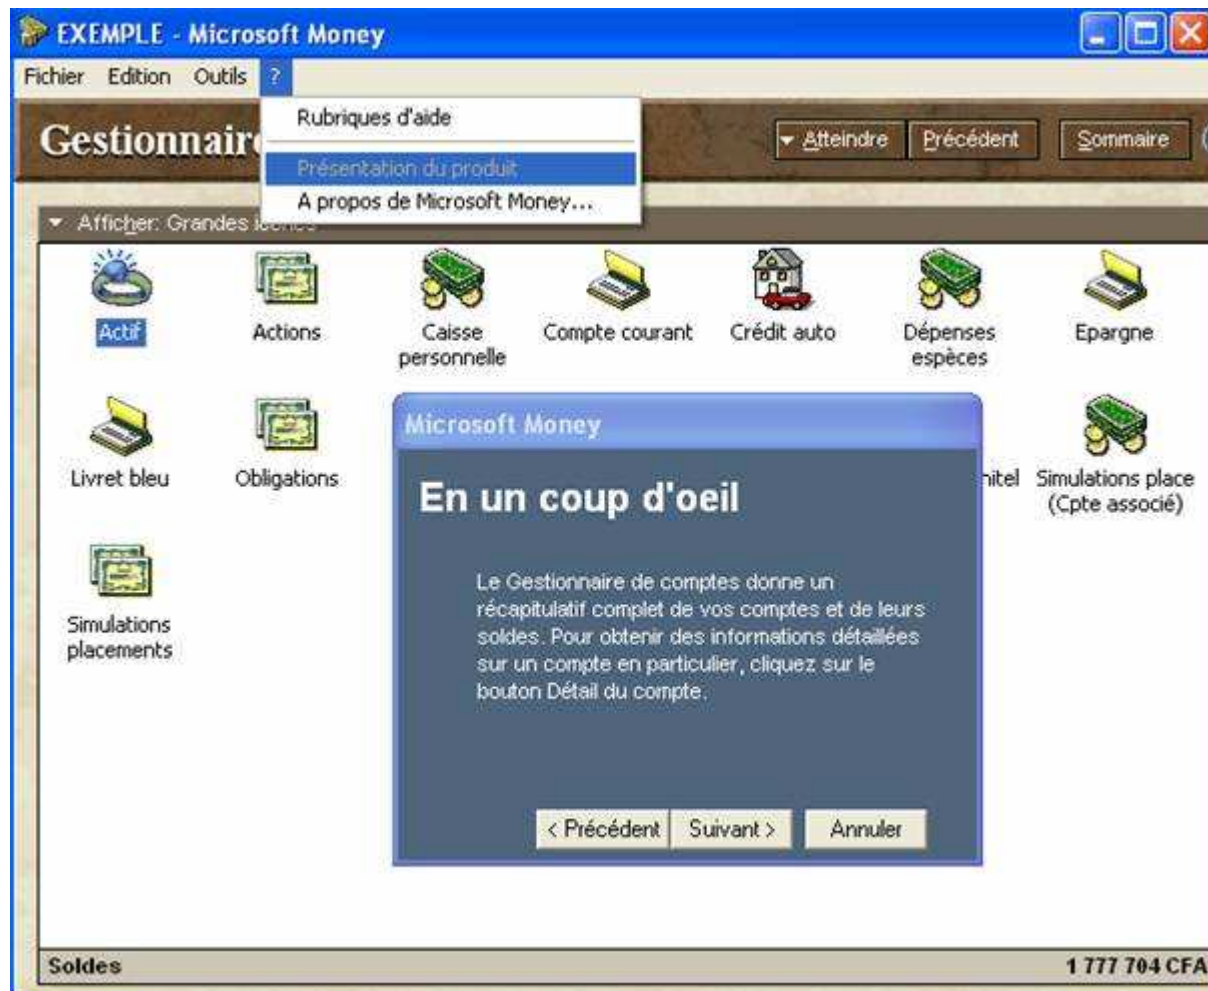 EXEMPLE - Microsoft Money
Fichier Edition Outils ?
Rubriques d'aide
Présentation du produit
A propos de Microsoft Money...
Gestionnaire
Atteindre Précédent Sommaire
Afficher: Grandes icônes
Actif
Actions
Caisse
personnelle
Compte courant
Crédit auto
Dépenses
espèces
Epargne
Livret bleu
Obligations
nitel
Simulations place
(Cpte associé)
Simulations
placements
Microsoft Money
En un coup d'oeil
Le Gestionnaire de comptes donne un
récapitulatif complet de vos comptes et de leurs
soldes. Pour obtenir des informations détaillées
sur un compte en particulier, cliquez sur le
bouton Détail du compte.
< Précédent Suivant > Annuler
Soldes 1 777 704 CFA